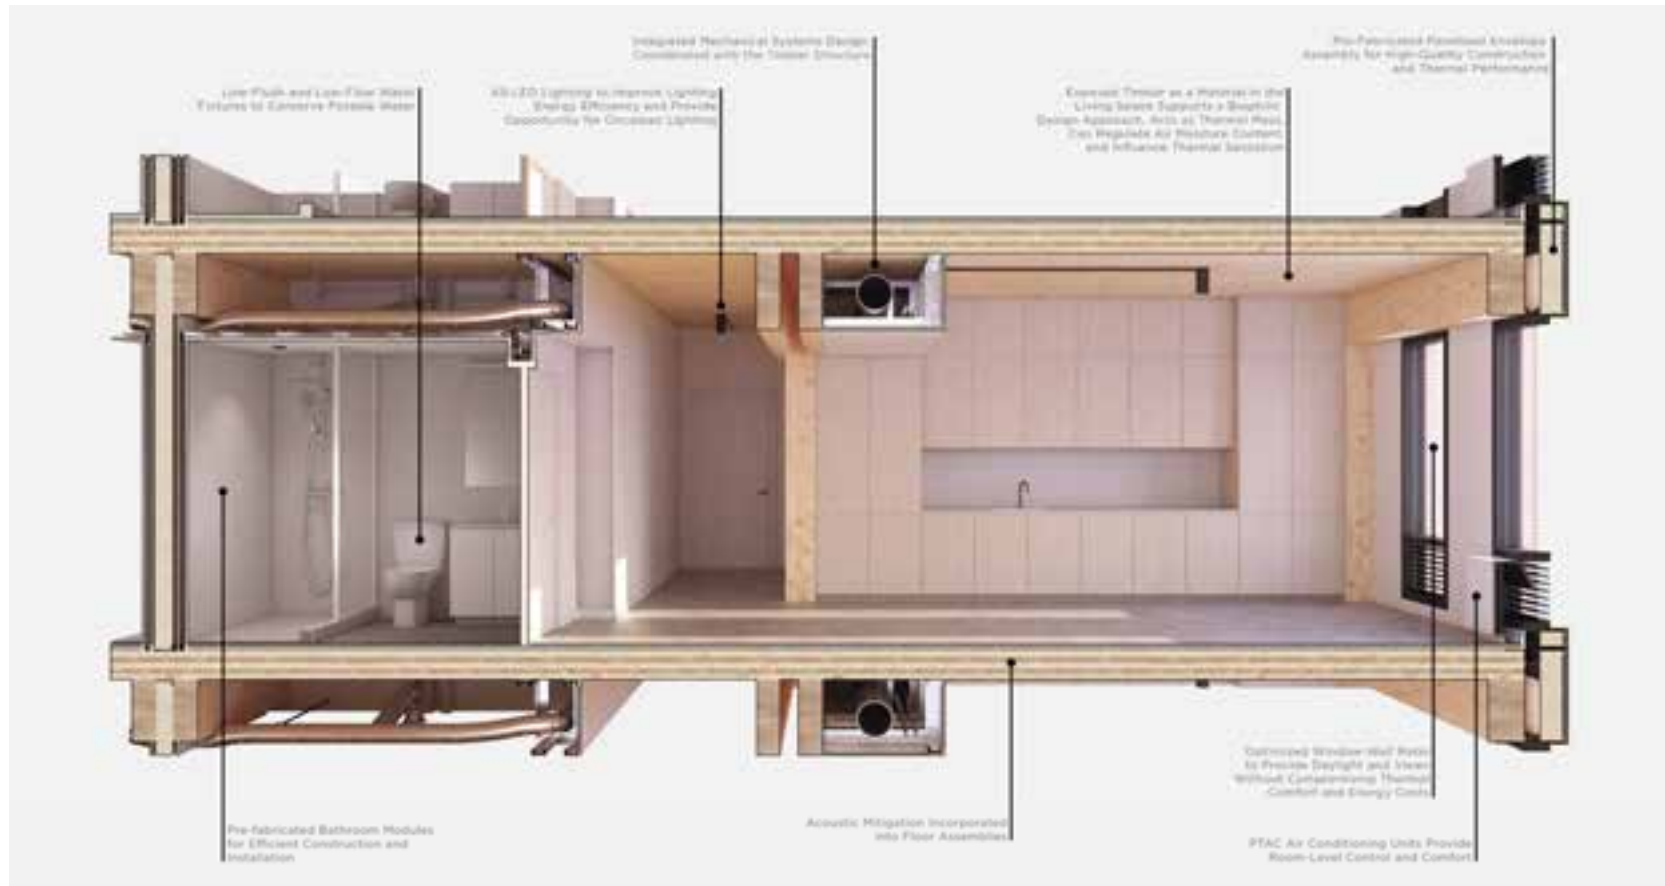 Integrated Mechanical Systems Design
Coordinated with the Timber Structure
Pre-Fabricated Panelized Envelope
Assembly for High-Quality Construction
and Thermal Performance
Low-Flush and Low-Flow Water
Fixtures to Conserve Potable Water
All-LED Lighting to Improve Lighting
Energy Efficiency and Provide
Opportunity for Circadian Lighting
Exposed Timber as a Material in the
Living Space Supports a Biophilic
Design Approach, Acts as Thermal Mass,
Can Regulate Air Moisture Content,
and Influence Thermal Sensation
Optimized Window-Wall Ratio
to Provide Daylight and Views
Without Compromising Thermal
Comfort and Energy Costs
Pre-fabricated Bathroom Modules
for Efficient Construction and
Installation
Acoustic Mitigation Incorporated
into Floor Assemblies
PTAC Air Conditioning Units Provide
Room-Level Control and Comfort